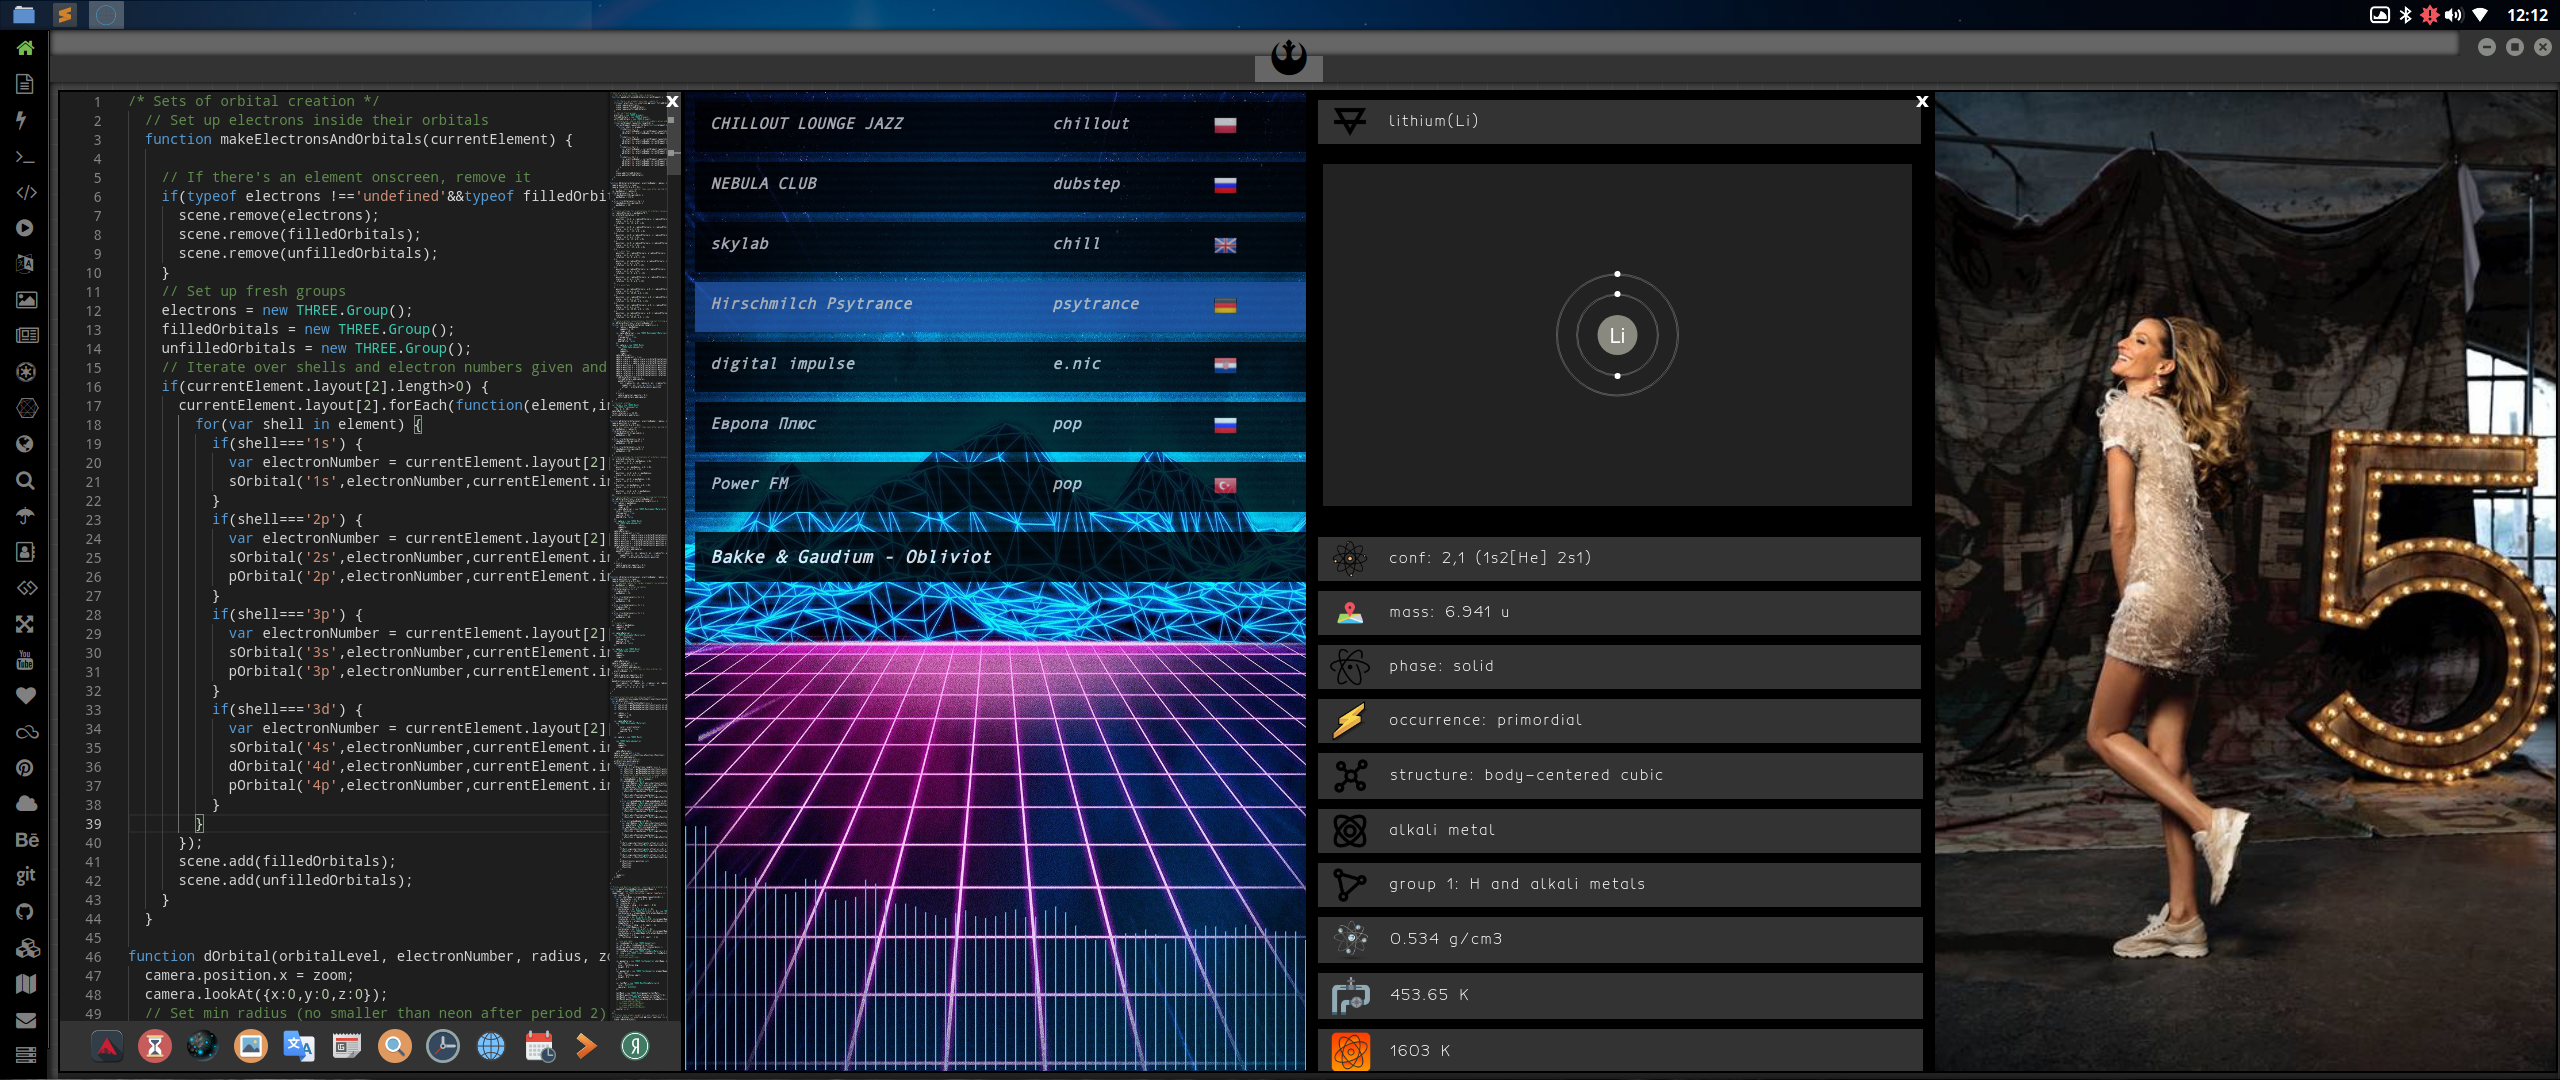 12:12
1 /* Sets of orbital creation */
2 // Set up electrons inside their orbitals
3 function makeElectronsAndOrbitals(currentElement) {
4
5 // If there's an element onscreen, remove it
6 if(typeof electrons !=='undefined'&&typeof filledOrbi
7 scene.remove(electrons);
8 scene.remove(filledOrbitals);
9 scene.remove(unfilledOrbitals);
10 }
11 // Set up fresh groups
12 electrons = new THREE.Group();
13 filledOrbitals = new THREE.Group();
14 unfilledOrbitals = new THREE.Group();
15 // Iterate over shells and electron numbers given and
16 if(currentElement.layout[2].length>0) {
17 currentElement.layout[2].forEach(function(element,in
18 for(var shell in element) {
19 if(shell==='1s') {
20 var electronNumber = currentElement.layout[2]
21 sOrbital('1s',electronNumber,currentElement.in
22 }
23 if(shell==='2p') {
24 var electronNumber = currentElement.layout[2]
25 sOrbital('2s',electronNumber,currentElement.in
26 pOrbital('2p',electronNumber,currentElement.in
27 }
28 if(shell==='3p') {
29 var electronNumber = currentElement.layout[2]
30 sOrbital('3s',electronNumber,currentElement.in
31 pOrbital('3p',electronNumber,currentElement.in
32 }
33 if(shell==='3d') {
34 var electronNumber = currentElement.layout[2]
35 sOrbital('4s',electronNumber,currentElement.in
36 dOrbital('4d',electronNumber,currentElement.in
37 pOrbital('4p',electronNumber,currentElement.in
38 }
39 }
40 });
41 scene.add(filledOrbitals);
42 scene.add(unfilledOrbitals);
43 }
44 }
45
46 function dOrbital(orbitalLevel, electronNumber, radius, zo
47 camera.position.x = zoom;
48 camera.lookAt({x:0,y:0,z:0});
49 // Set min radius (no smaller than neon after period 2)
You Tube
Bē
git
x
CHILLOUT LOUNGE JAZZ chillout
NEBULA CLUB dubstep
skylab chill
Hirschmilch Psytrance psytrance
digital impulse e.nic
Европа Плюс pop
Power FM pop
Bakke & Gaudium - Obliviot
x
lithium(Li)
Li
conf: 2,1 (1s2[He] 2s1)
mass: 6.941 u
phase: solid
occurrence: primordial
structure: body-centered cubic
alkali metal
group 1: H and alkali metals
0.534 g/cm3
453.65 K
1603 K
5